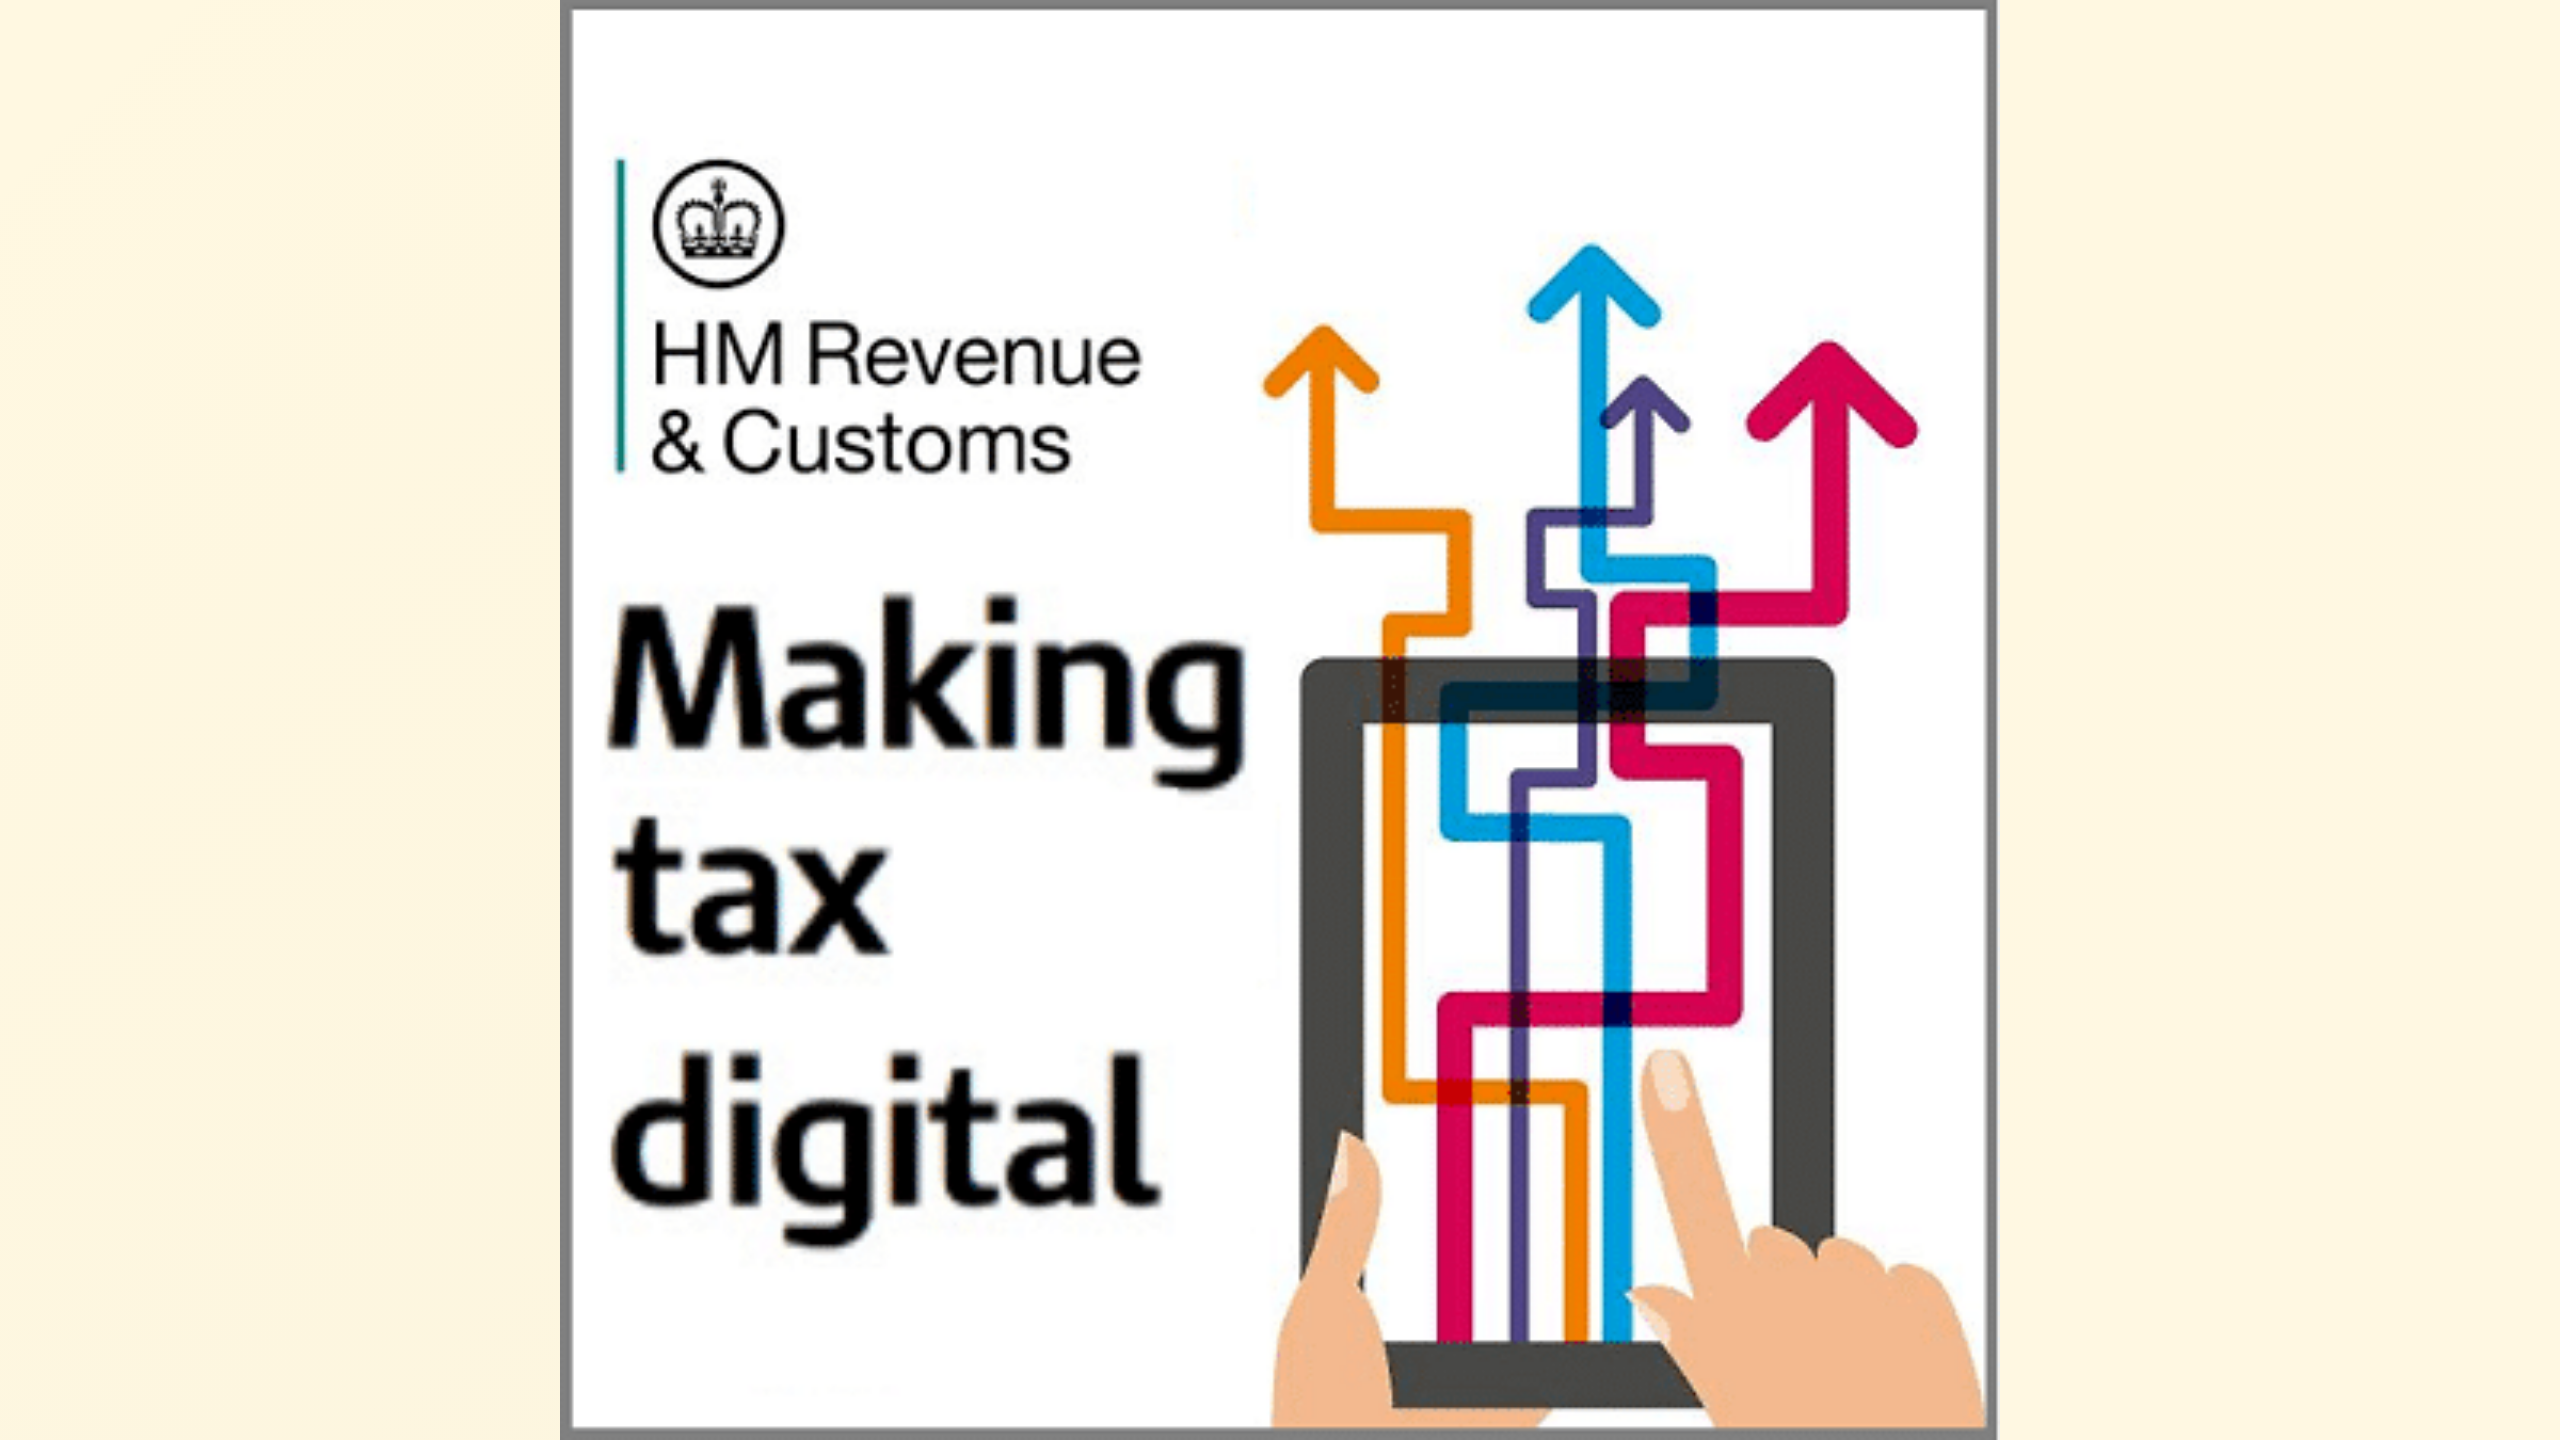 HM Revenue
& Customs
Making
tax
digital